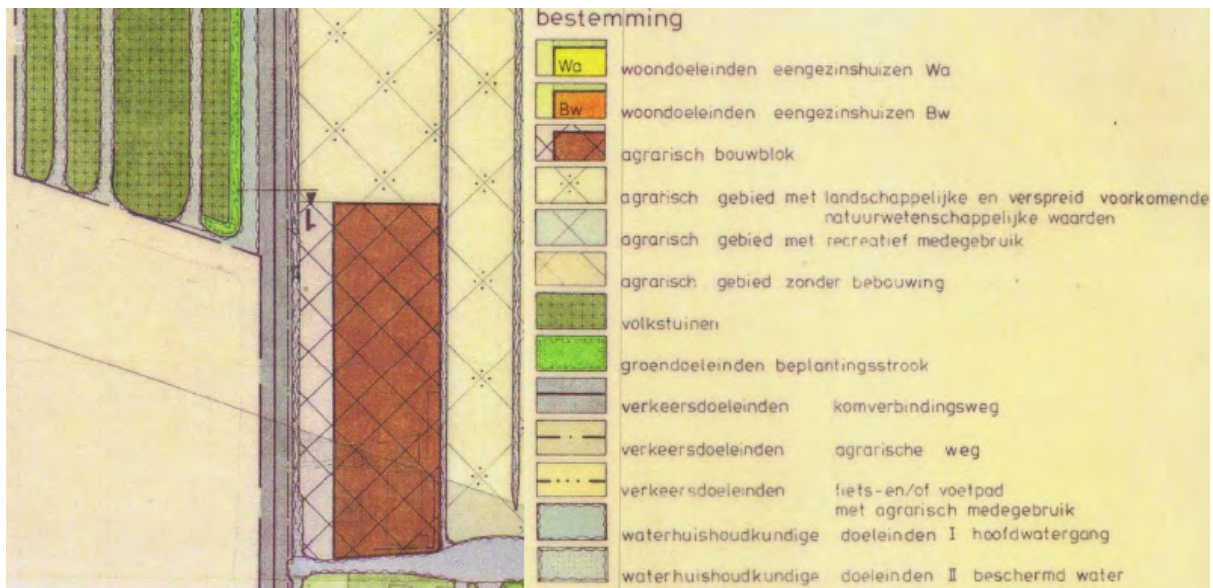 bestemming
Wa woondoeleinden eengezinshuizen Wa
Bw woondoeleinden eengezinshuizen Bw
agrarisch bouwblok
agrarisch gebied met landschappelijke en verspreid voorkomende
natuurwetenschappelijke waarden
agrarisch gebied met recreatief medegebruik
agrarisch gebied zonder bebouwing
volkstuinen
groendoeleinden beplantingsstrook
verkeersdoeleinden komverbindingsweg
verkeersdoeleinden agrarische weg
verkeersdoeleinden fiets-en/of voetpad
met agrarisch medegebruik
waterhuishoudkundige doeleinden I hoofdwatergang
waterhuishoudkundige doeleinden II beschermd water